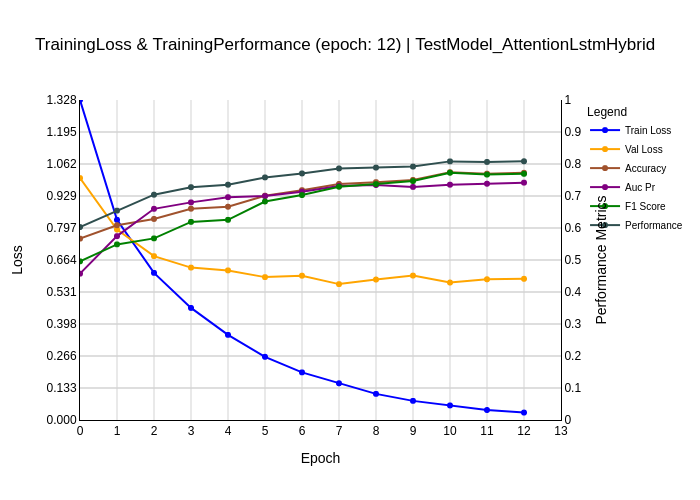 TrainingLoss & TrainingPerformance (epoch: 12) | TestModel_AttentionLstmHybrid
1.328
1.195
1.062
0.929
0.797
0.664
0.531
0.398
0.266
0.133
0.000
Loss
0 1 2 3 4 5 6 7 8 9 10 11 12 13
Epoch
1
0.9
0.8
0.7
0.6
0.5
0.4
0.3
0.2
0.1
0
Performance Metrics
Legend
Train Loss
Val Loss
Accuracy
Auc Pr
F1 Score
Performance